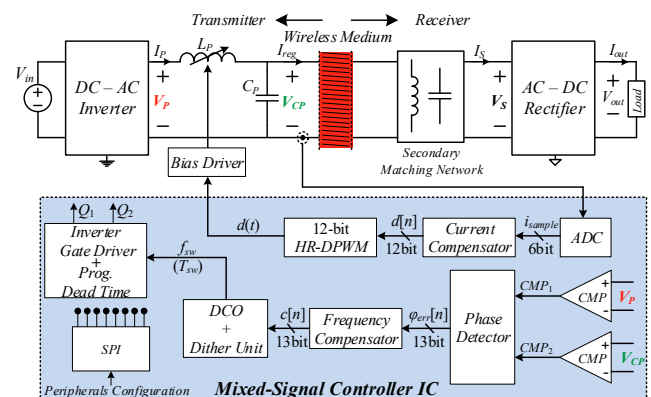 Transmitter
Receiver
Wireless Medium
I_P
L_P
I_reg
I_S
I_out
V_in
DC – AC
Inverter
+
V_P
−
C_P
+
V_CP
−
+
V_S
−
AC – DC
Rectifier
+
V_out
−
Load
Secondary
Matching Network
Bias Driver
Q_1
Q_2
Inverter
Gate Driver
+
Prog.
Dead Time
d(t)
12-bit
HR-DPWM
d[n]
12bit
Current
Compensator
i_sample
6bit
ADC
f_sw
(T_sw)
DCO
+
Dither Unit
c[n]
13bit
Frequency
Compensator
φ_err[n]
13bit
Phase
Detector
CMP_1
CMP
+
−
V_P
CMP_2
CMP
+
−
V_CP
SPI
Peripherals Configuration
Mixed-Signal Controller IC